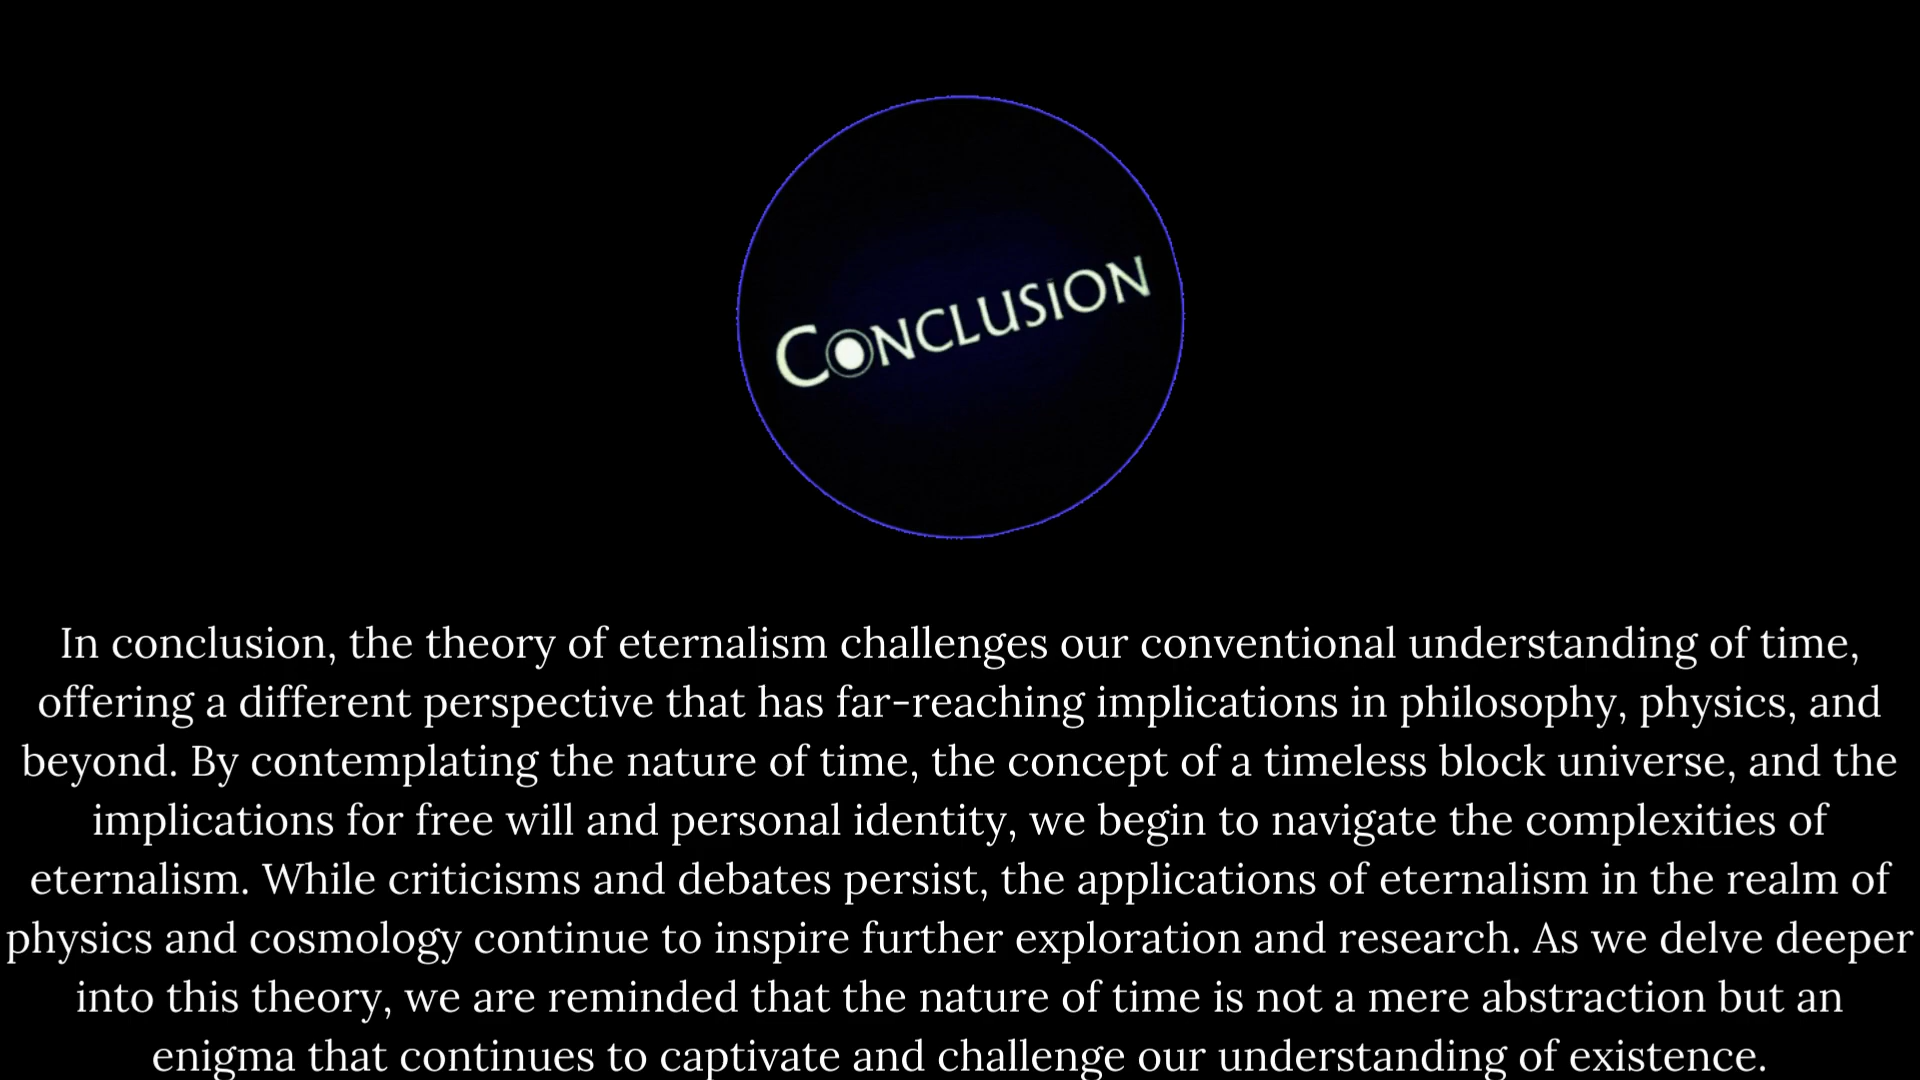 CONCLUSION
In conclusion, the theory of eternalism challenges our conventional understanding of time,
offering a different perspective that has far-reaching implications in philosophy, physics, and
beyond. By contemplating the nature of time, the concept of a timeless block universe, and the
implications for free will and personal identity, we begin to navigate the complexities of
eternalism. While criticisms and debates persist, the applications of eternalism in the realm of
physics and cosmology continue to inspire further exploration and research. As we delve deeper
into this theory, we are reminded that the nature of time is not a mere abstraction but an
enigma that continues to captivate and challenge our understanding of existence.